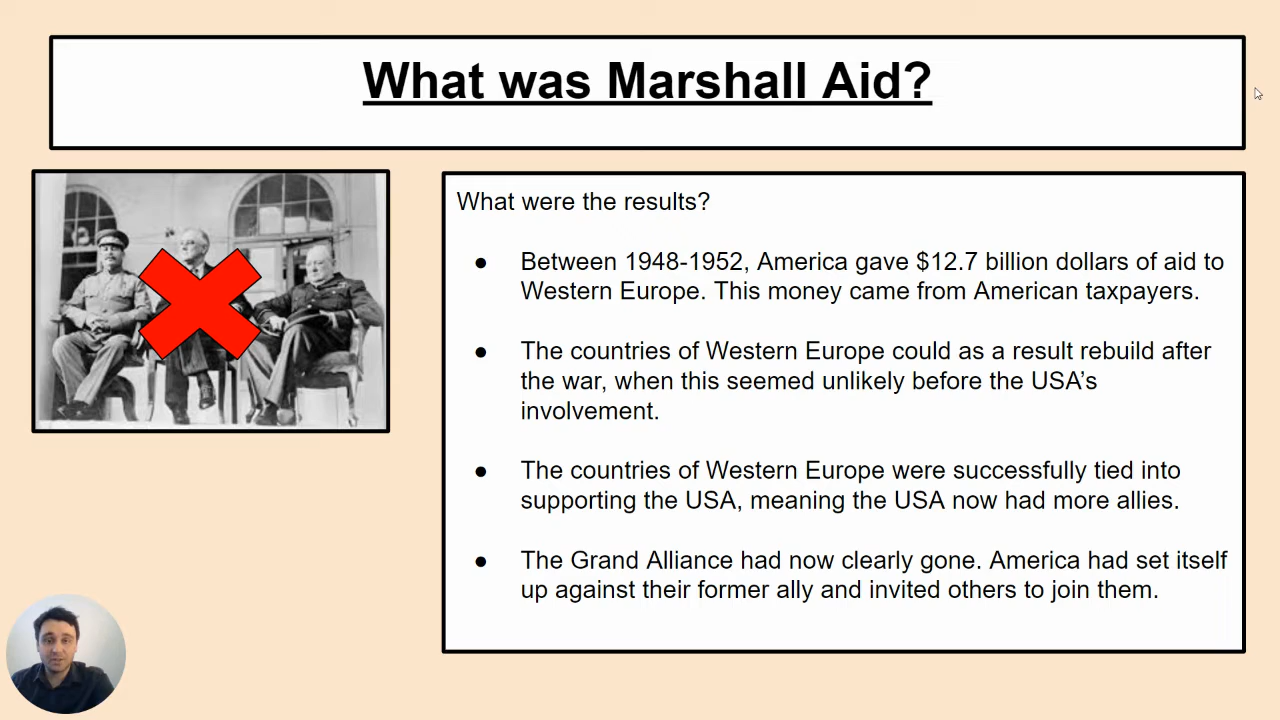 What was Marshall Aid?
What were the results?
● Between 1948-1952, America gave $12.7 billion dollars of aid to
Western Europe. This money came from American taxpayers.
● The countries of Western Europe could as a result rebuild after
the war, when this seemed unlikely before the USA's
involvement.
● The countries of Western Europe were successfully tied into
supporting the USA, meaning the USA now had more allies.
● The Grand Alliance had now clearly gone. America had set itself
up against their former ally and invited others to join them.